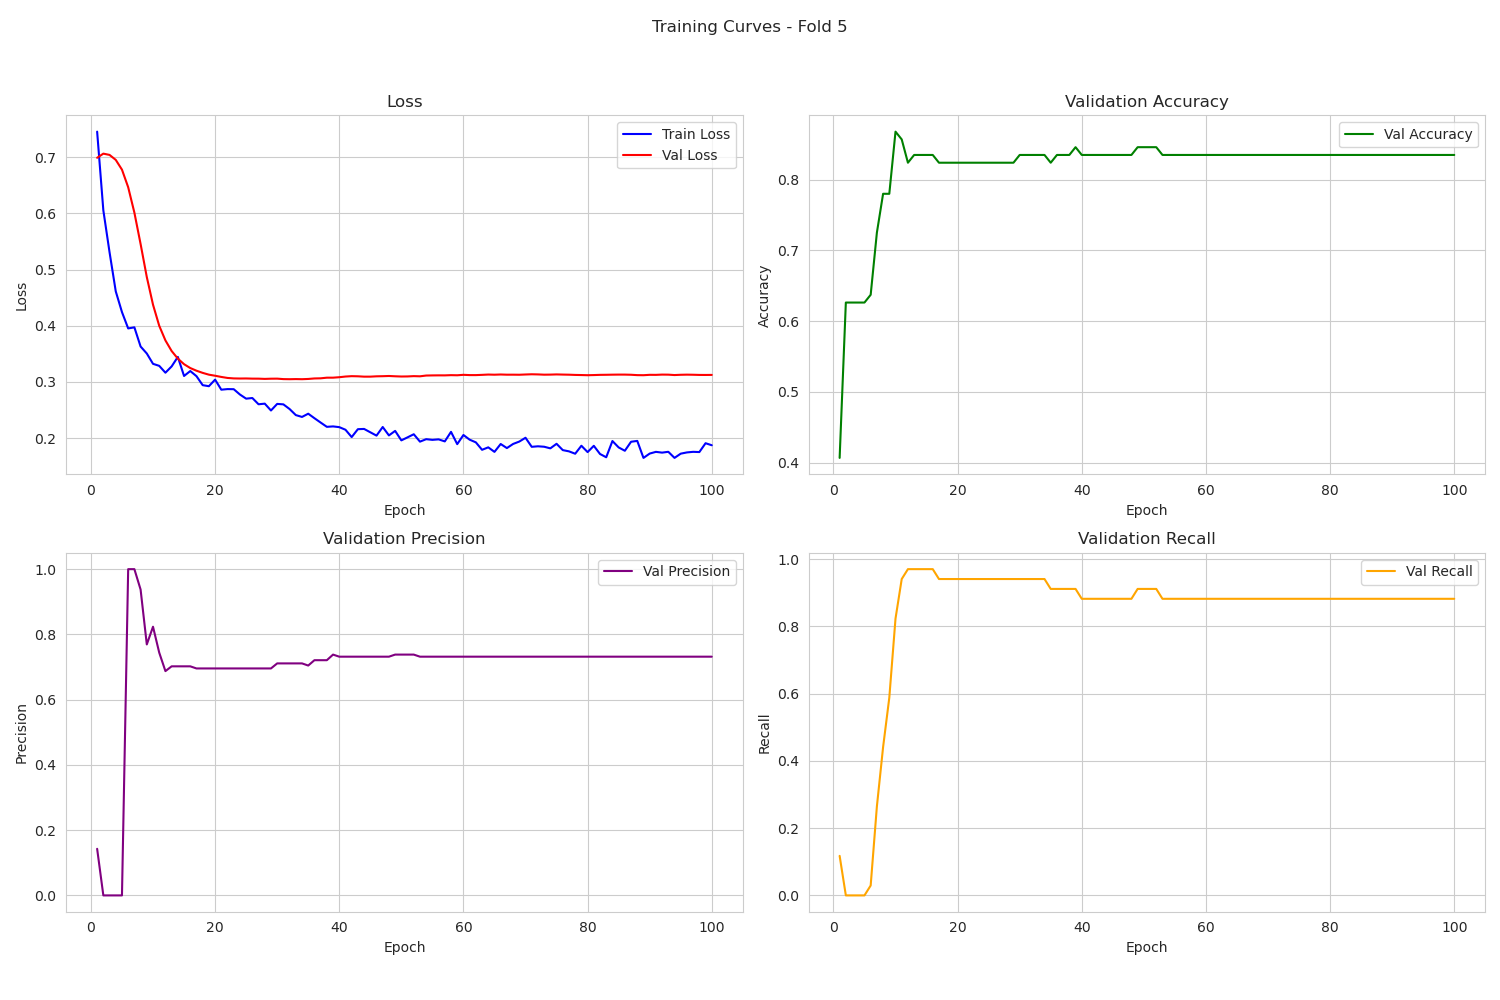 Training Curves - Fold 5
Loss
Train Loss
Val Loss
0.7
0.6
0.5
0.4
0.3
0.2
Loss
0 20 40 60 80 100
Epoch
Validation Accuracy
Val Accuracy
0.8
0.7
0.6
0.5
0.4
Accuracy
0 20 40 60 80 100
Epoch
Validation Precision
Val Precision
1.0
0.8
0.6
0.4
0.2
0.0
Precision
0 20 40 60 80 100
Epoch
Validation Recall
Val Recall
1.0
0.8
0.6
0.4
0.2
0.0
Recall
0 20 40 60 80 100
Epoch